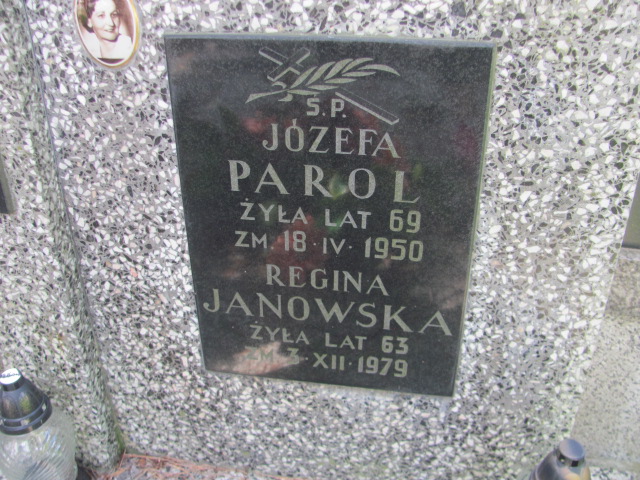 Ś.P.
JÓZEFA
PAROL
ŻYŁA LAT 69
ZM. 18·IV·1950
REGINA
JANOWSKA
ŻYŁA LAT 63
ZM 3·XII·1979